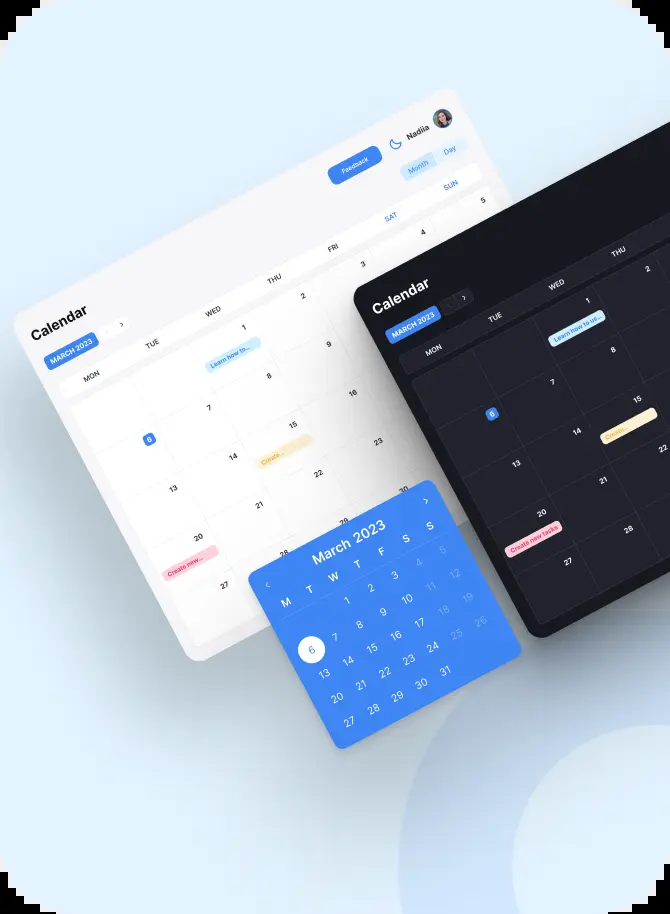 Feedback
Nadiia
Month
Day
Calendar
MARCH 2023
MON
TUE
WED
THU
FRI
SAT
SUN
1
2
3
4
5
Learn how to...
6
7
8
9
13
14
15
16
Create...
20
21
22
23
Create new...
27
28
29
30
Calendar
MARCH 2023
MON
TUE
WED
THU
1
2
Learn how to us...
6
7
8
13
14
15
Create...
20
21
22
Create new tasks
27
28
March 2023
M T W T F S S
1 2 3 4 5
6 7 8 9 10 11 12
13 14 15 16 17 18 19
20 21 22 23 24 25 26
27 28 29 30 31